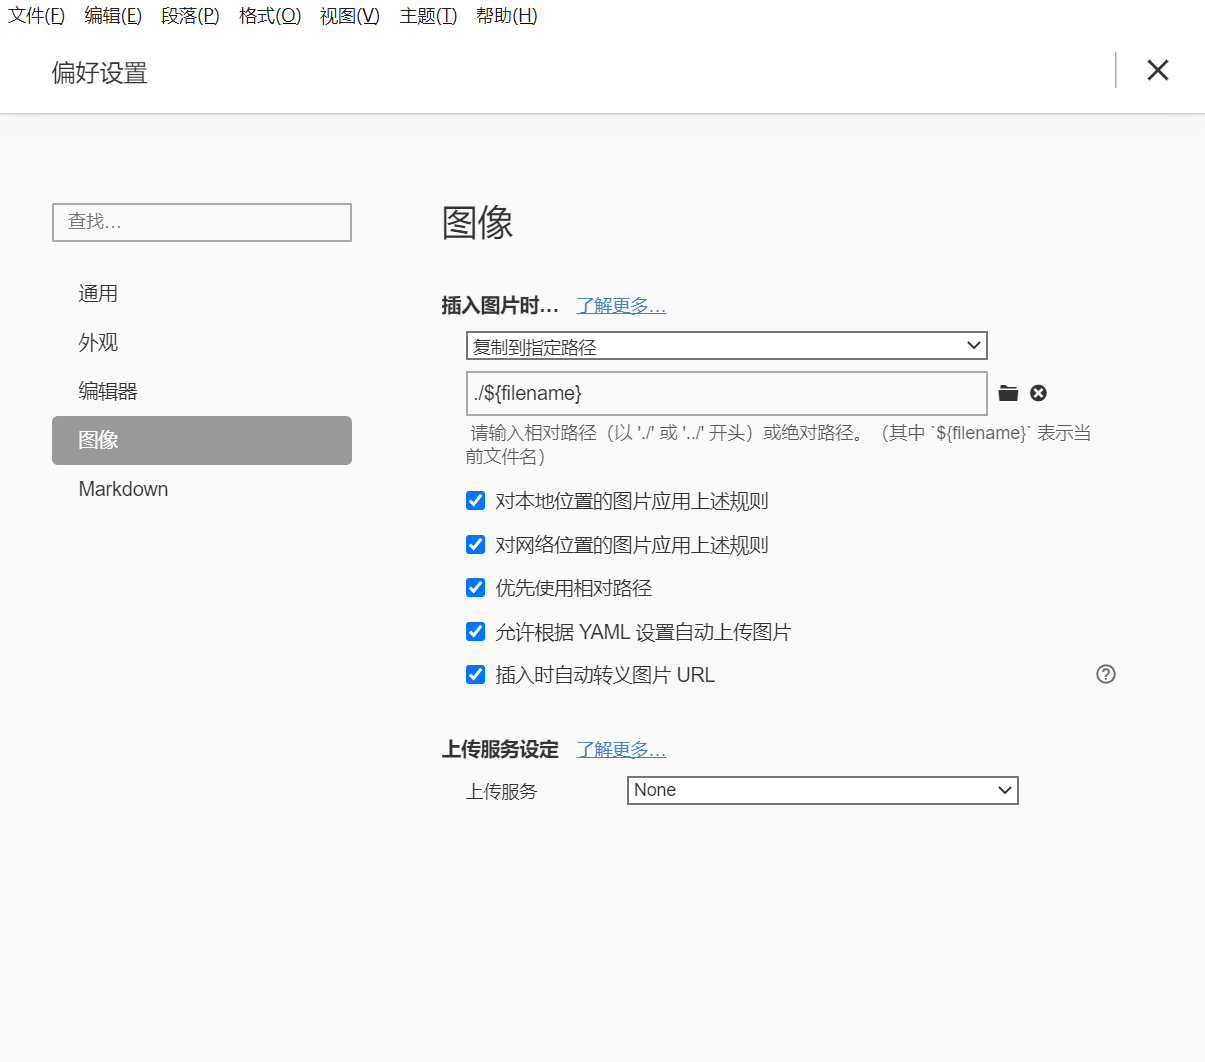 文件(F) 编辑(E) 段落(P) 格式(O) 视图(V) 主题(T) 帮助(H)
偏好设置
查找...
通用
外观
编辑器
图像
Markdown
图像
插入图片时... 了解更多...
复制到指定路径
./${filename}
请输入相对路径（以 './' 或 '../' 开头）或绝对路径。（其中 `${filename}` 表示当
前文件名）
对本地位置的图片应用上述规则
对网络位置的图片应用上述规则
优先使用相对路径
允许根据 YAML 设置自动上传图片
插入时自动转义图片 URL
上传服务设定 了解更多...
上传服务 None